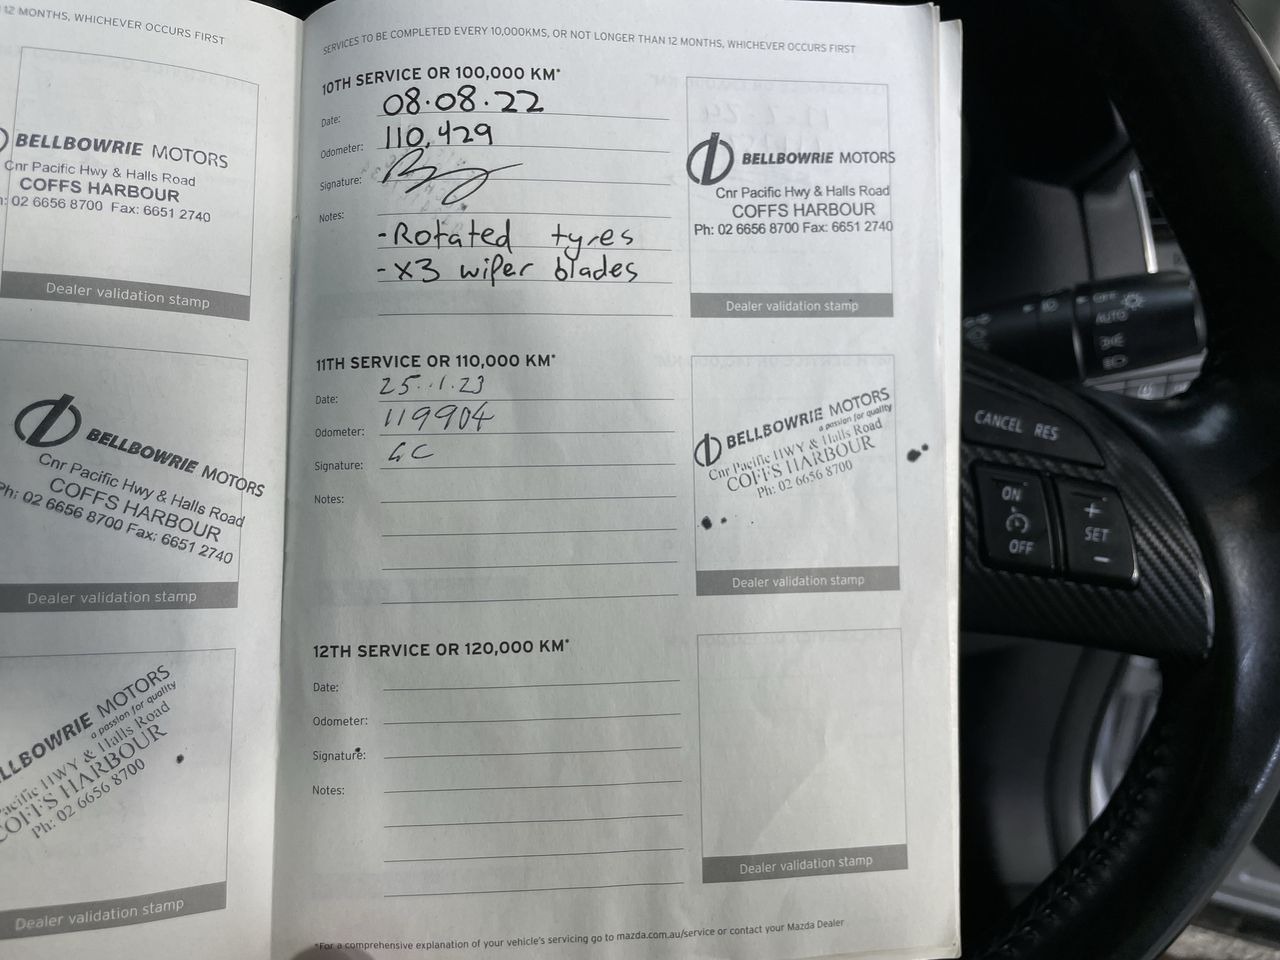 12 MONTHS, WHICHEVER OCCURS FIRST
BELLBOWRIE MOTORS
Cnr Pacific Hwy & Halls Road
COFFS HARBOUR
02 6656 8700 Fax: 6651 2740
Dealer validation stamp
BELLBOWRIE MOTORS
Cnr Pacific Hwy & Halls Road
COFFS HARBOUR
Ph: 02 6656 8700 Fax: 6651 2740
Dealer validation stamp
LLBOWRIE MOTORS
a passion for quality
Pacific HWY & Halls Road
COFFS HARBOUR
Ph: 02 6656 8700
Dealer validation stamp
SERVICES TO BE COMPLETED EVERY 10,000KMS, OR NOT LONGER THAN 12 MONTHS, WHICHEVER OCCURS FIRST
10TH SERVICE OR 100,000 KM*
Date: 08.08.22
Odometer: 110,429
Signature:
Notes:
-Rotated tyres
-x3 wiper blades
BELLBOWRIE MOTORS
Cnr Pacific Hwy & Halls Road
COFFS HARBOUR
Ph: 02 6656 8700 Fax: 6651 2740
Dealer validation stamp
11TH SERVICE OR 110,000 KM*
Date: 25.1.23
Odometer: 119904
Signature: GC
Notes:
BELLBOWRIE MOTORS
a passion for quality
Cnr Pacific HWY & Halls Road
COFFS HARBOUR
Ph: 02 6656 8700
Dealer validation stamp
12TH SERVICE OR 120,000 KM*
Date:
Odometer:
Signature:
Notes:
Dealer validation stamp
*For a comprehensive explanation of your vehicle's servicing go to mazda.com.au/service or contact your Mazda Dealer
OFF
AUTO
CANCEL RES
ON
OFF
+
SET
−